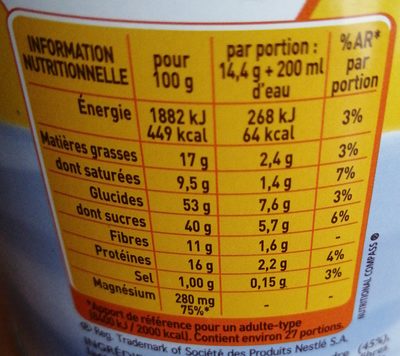 INFORMATION NUTRITIONNELLE pour 100 g par portion : 14,4 g + 200 ml d'eau %AR* par portion
Énergie 1882 kJ 449 kcal 268 kJ 64 kcal 3%
Matières grasses 17 g 2,4 g 3%
dont saturées 9,5 g 1,4 g 7%
Glucides 53 g 7,6 g 3%
dont sucres 40 g 5,7 g 6%
Fibres 11 g 1,6 g -
Protéines 16 g 2,2 g 4%
Sel 1,00 g 0,15 g 3%
Magnésium 280 mg 75%* - -
*Apport de référence pour un adulte-type
(8400 kJ / 2000 kcal). Contient environ 27 portions.
® Reg. Trademark of Société des Produits Nestlé S.A.
NUTRITIONAL COMPASS ®
(45%),